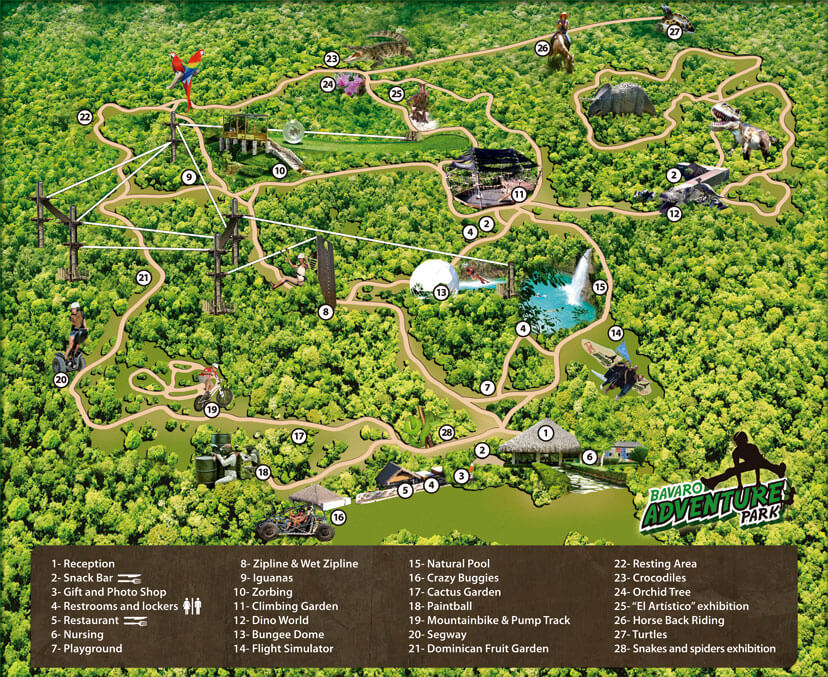 27
26
23
24
25
22
10
9
2
11
12
4
2
21
13
15
8
4
14
20
7
19
17
28
1
2
6
18
3
4
5
16
BAVARO
ADVENTURE
PARK
1- Reception
2- Snack Bar
3- Gift and Photo Shop
4- Restrooms and lockers
5- Restaurant
6- Nursing
7- Playground
8- Zipline & Wet Zipline
9- Iguanas
10- Zorbing
11- Climbing Garden
12- Dino World
13- Bungee Dome
14- Flight Simulator
15- Natural Pool
16- Crazy Buggies
17- Cactus Garden
18- Paintball
19- Mountainbike & Pump Track
20- Segway
21- Dominican Fruit Garden
22- Resting Area
23- Crocodiles
24- Orchid Tree
25- “El Artístico” exhibition
26- Horse Back Riding
27- Turtles
28- Snakes and spiders exhibition